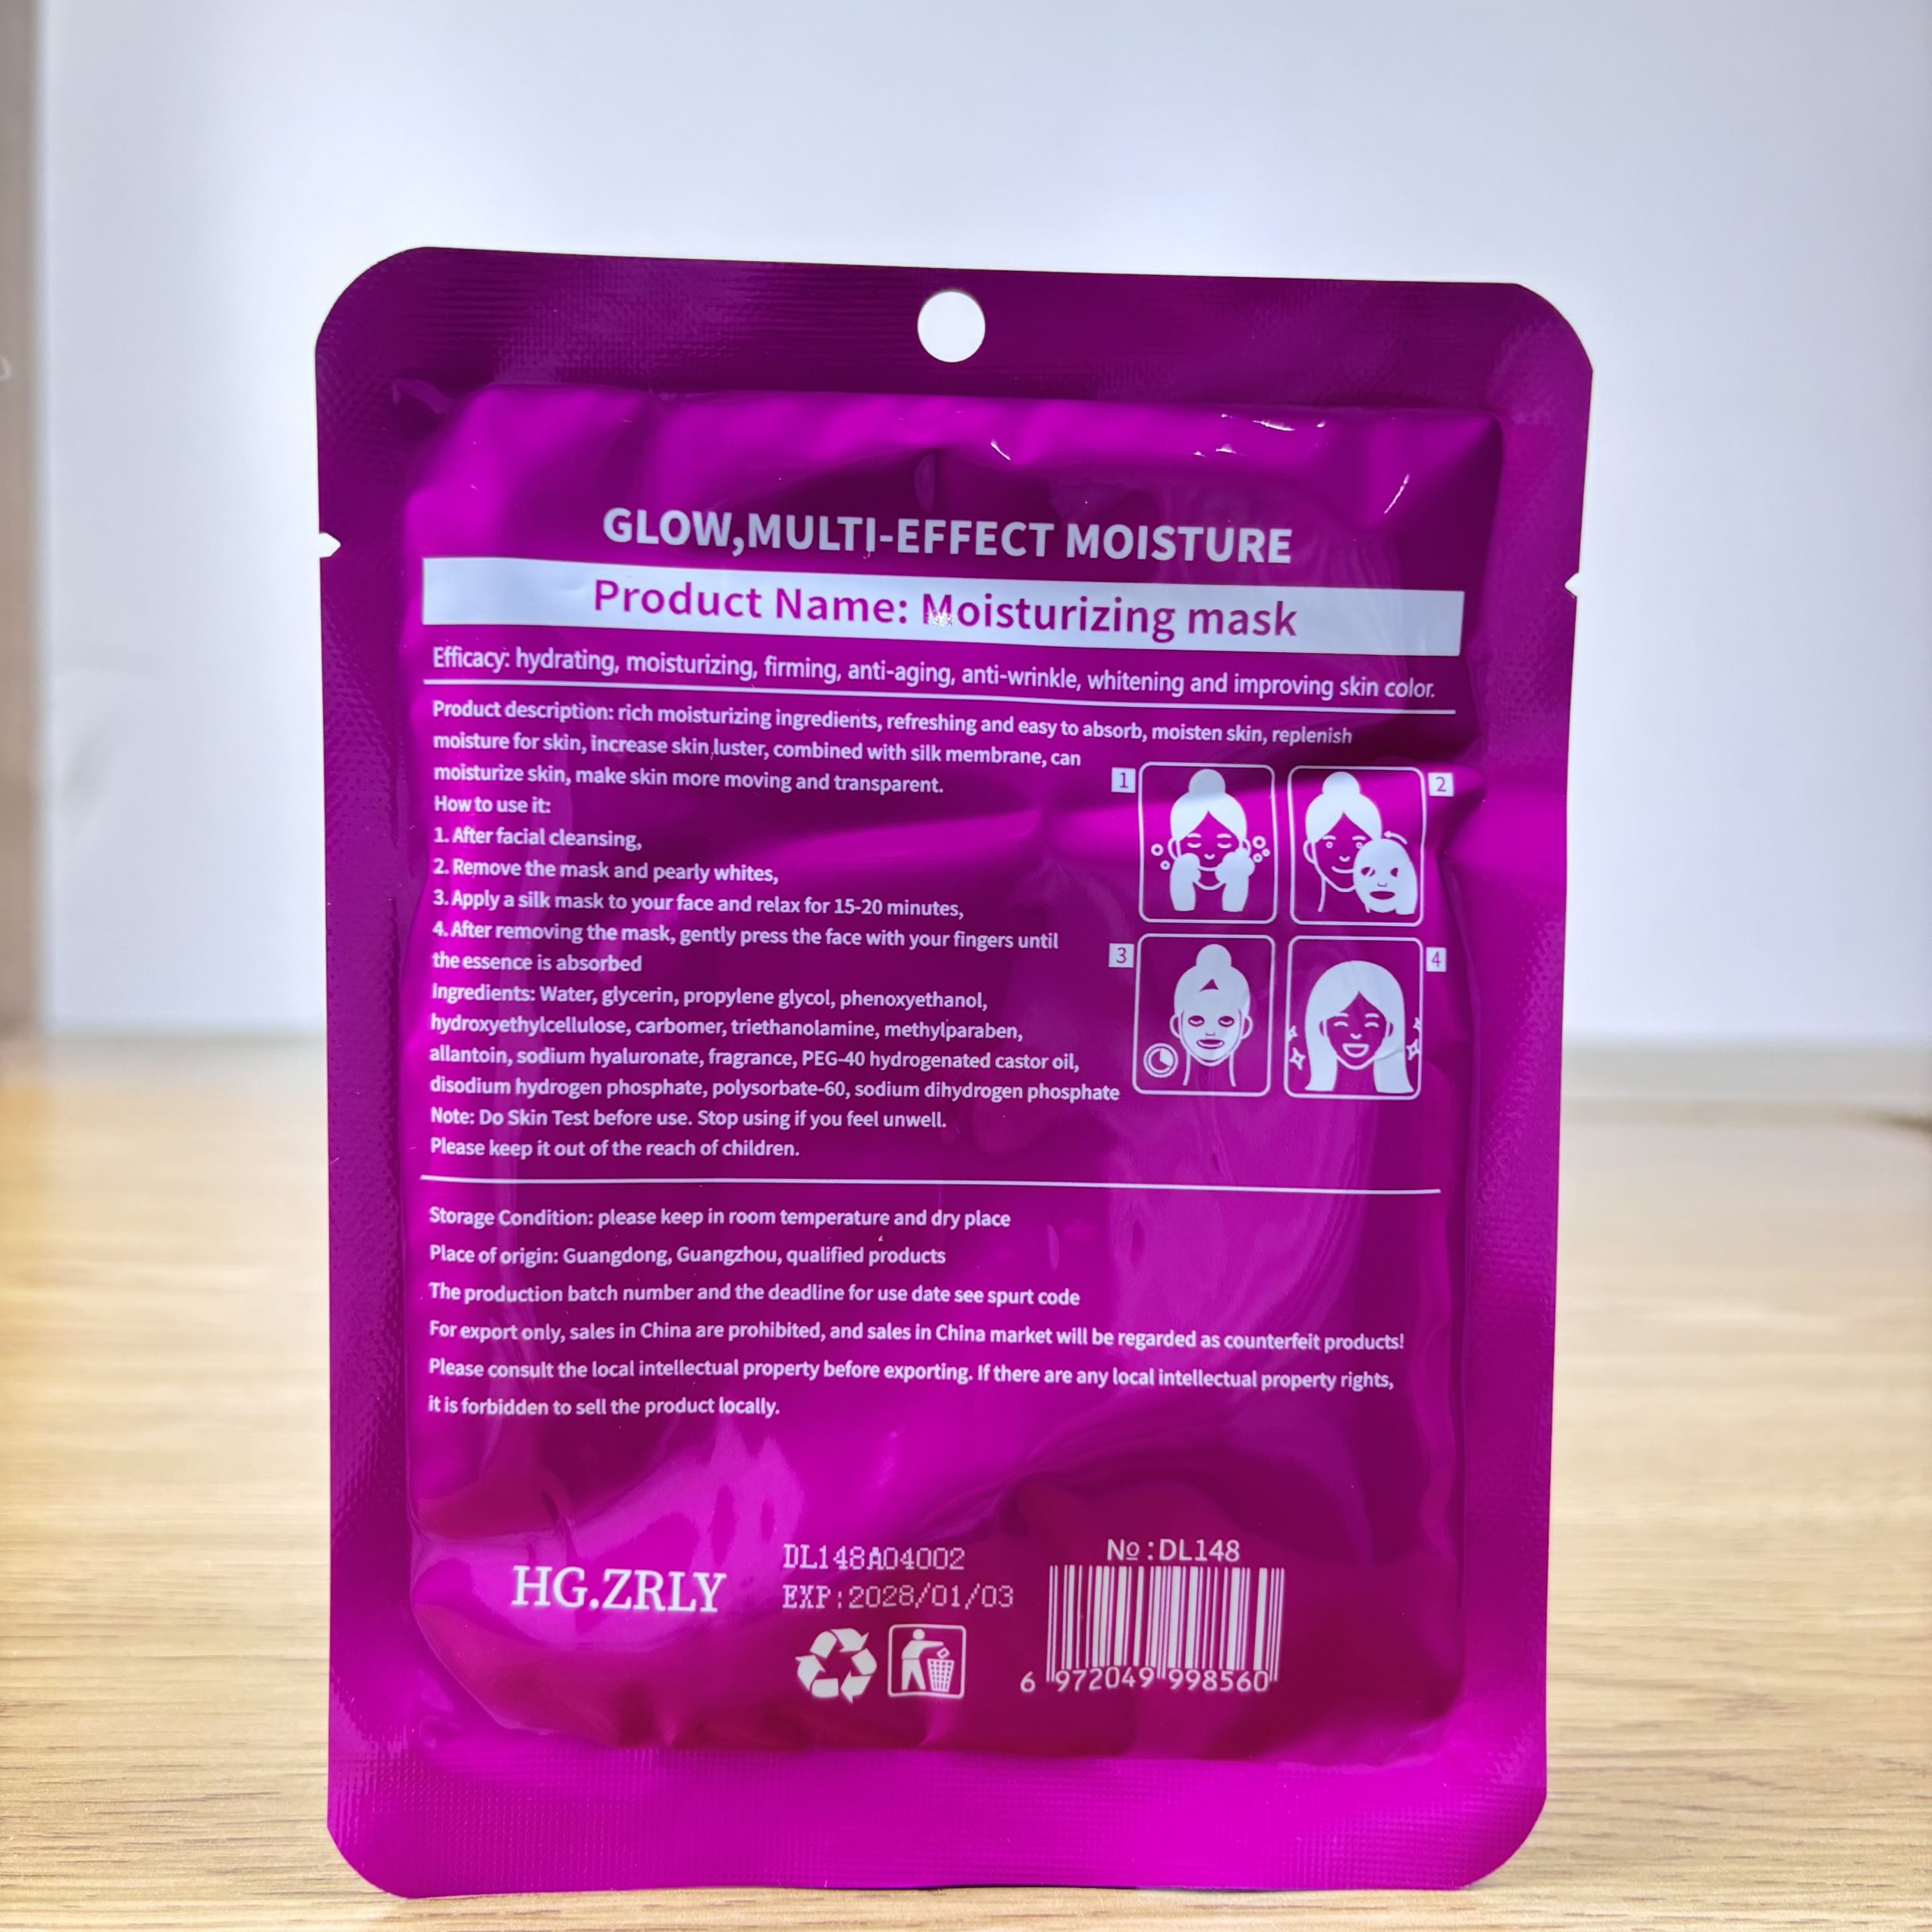 GLOW,MULTI-EFFECT MOISTURE
Product Name: Moisturizing mask
Efficacy: hydrating, moisturizing, firming, anti-aging, anti-wrinkle, whitening and improving skin color.
Product description: rich moisturizing ingredients, refreshing and easy to absorb, moisten skin, replenish
moisture for skin, increase skin luster, combined with silk membrane, can
moisturize skin, make skin more moving and transparent.
How to use it:
1. After facial cleansing,
2. Remove the mask and pearly whites,
3. Apply a silk mask to your face and relax for 15-20 minutes,
4. After removing the mask, gently press the face with your fingers until
the essence is absorbed
Ingredients: Water, glycerin, propylene glycol, phenoxyethanol,
hydroxyethylcellulose, carbomer, triethanolamine, methylparaben,
allantoin, sodium hyaluronate, fragrance, PEG-40 hydrogenated castor oil,
disodium hydrogen phosphate, polysorbate-60, sodium dihydrogen phosphate
Note: Do Skin Test before use. Stop using if you feel unwell.
Please keep it out of the reach of children.
1
2
3
4
Storage Condition: please keep in room temperature and dry place
Place of origin: Guangdong, Guangzhou, qualified products
The production batch number and the deadline for use date see spurt code
For export only, sales in China are prohibited, and sales in China market will be regarded as counterfeit products!
Please consult the local intellectual property before exporting. If there are any local intellectual property rights,
it is forbidden to sell the product locally.
HG.ZRLY
DL148A04002
EXP:2028/01/03
№:DL148
6 972049 998560